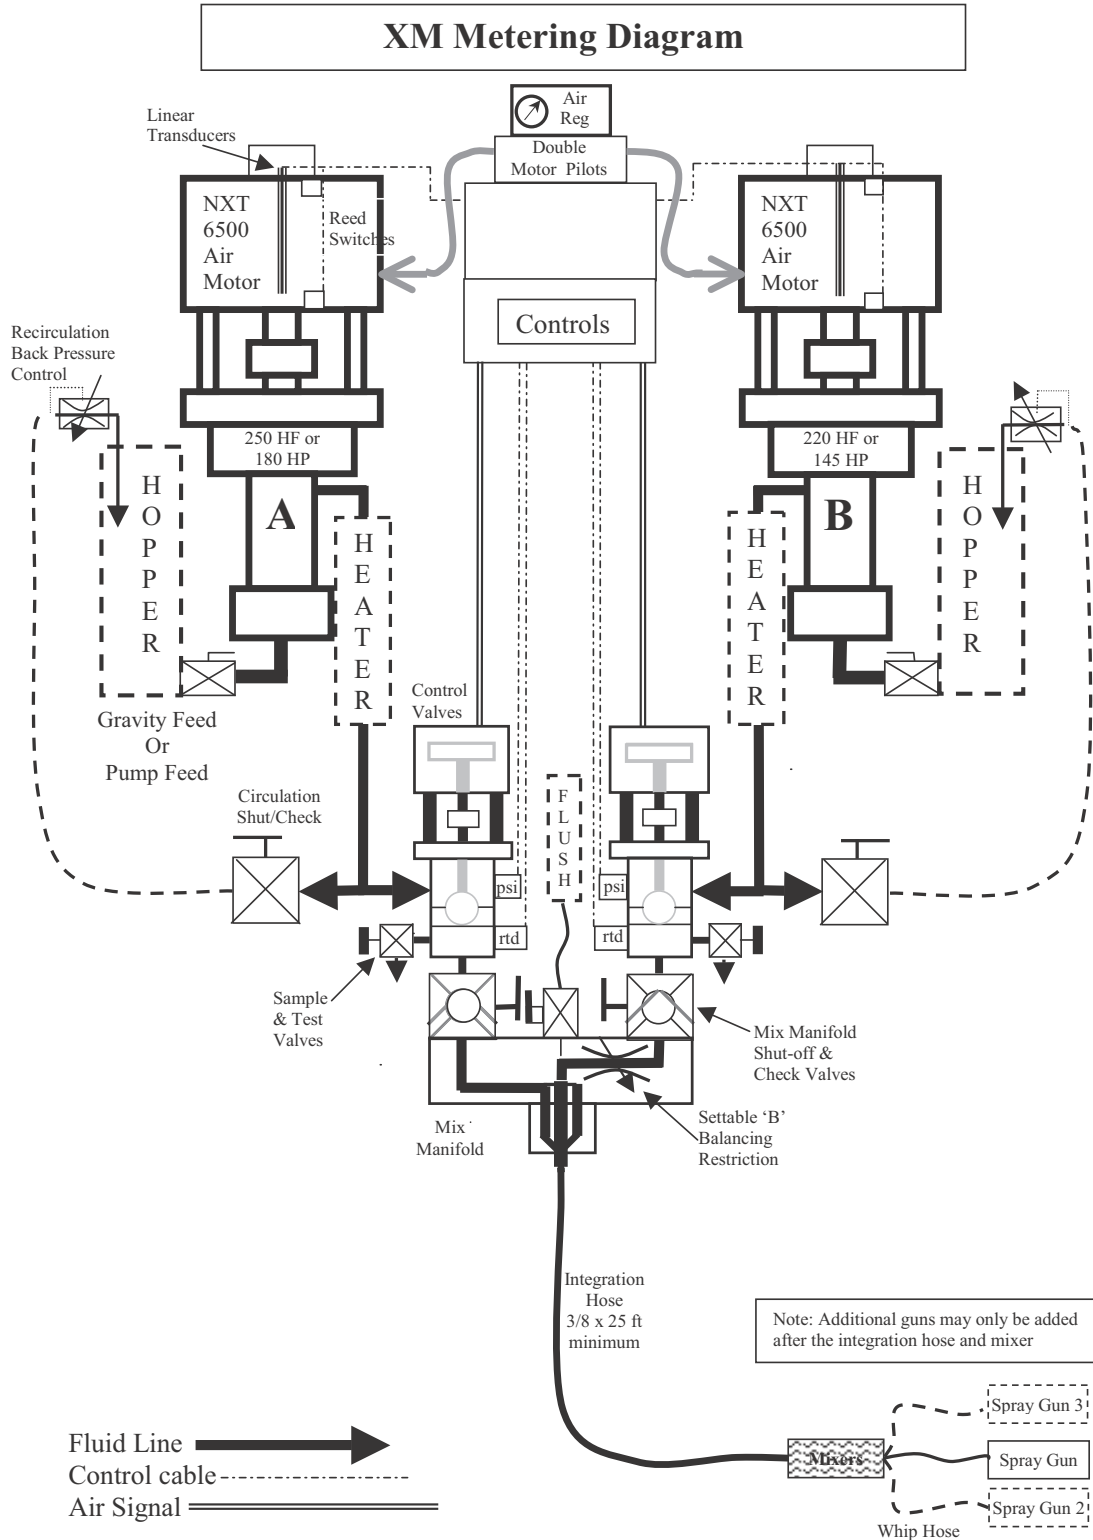 XM Metering Diagram
Air
Reg
Linear
Transducers
Double
Motor Pilots
NXT
6500
Air
Motor
Reed
Switches
NXT
6500
Air
Motor
Controls
Recirculation
Back Pressure
Control
250 HF or
180 HP
220 HF or
145 HP
HOPPER
A
HEATER
HEATER
B
HOPPER
Gravity Feed
Or
Pump Feed
Control
Valves
Circulation
Shut/Check
FLUSH
psi
psi
rtd
rtd
Sample
& Test
Valves
Mix Manifold
Shut-off &
Check Valves
Mix
Manifold
Settable ‘B’
Balancing
Restriction
Integration
Hose
3/8 x 25 ft
minimum
Note: Additional guns may only be added
after the integration hose and mixer
Spray Gun 3
Mixers
Spray Gun
Spray Gun 2
Whip Hose
Fluid Line
Control cable
Air Signal